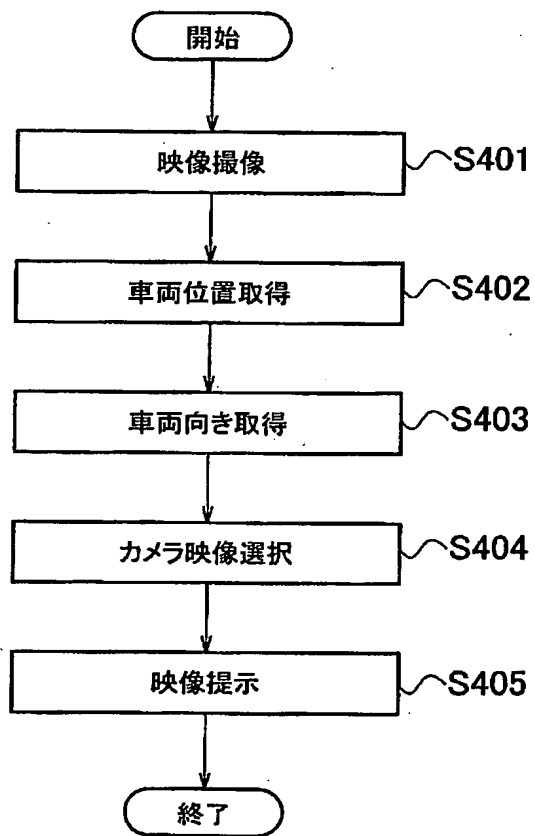 開始
映像撮像 S401
車両位置取得 S402
車両向き取得 S403
カメラ映像選択 S404
映像提示 S405
終了